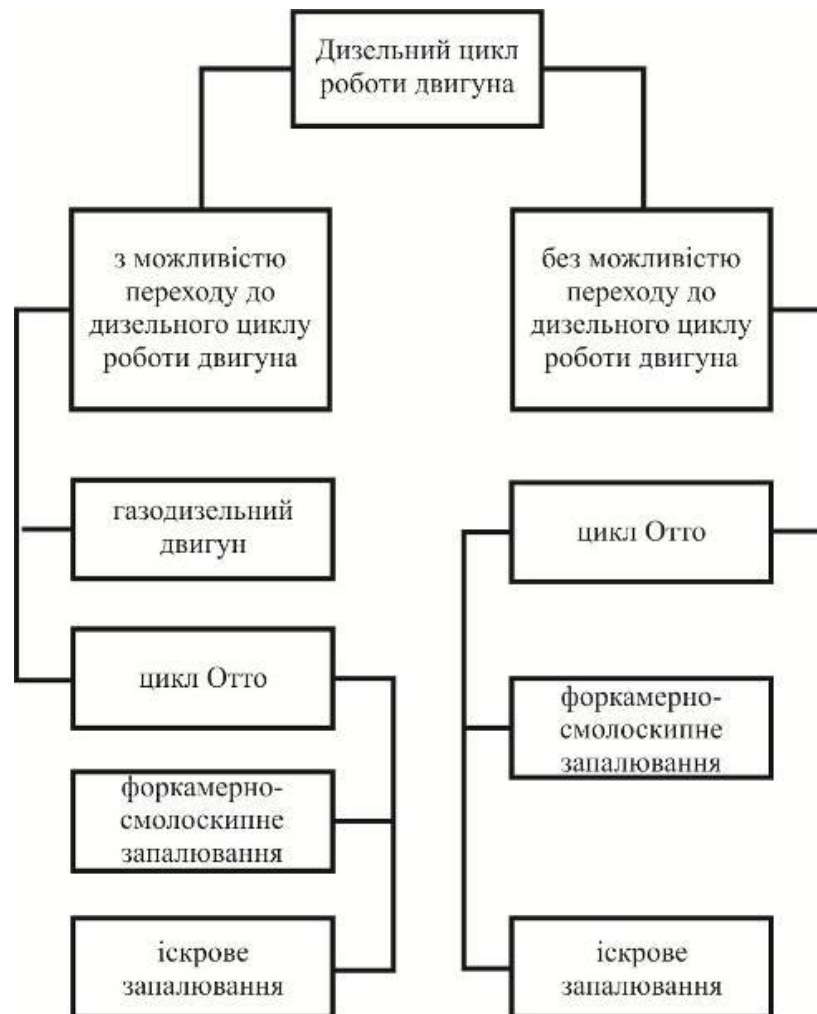 Дизельний цикл
роботи двигуна
з можливістю
переходу до
дизельного циклу
роботи двигуна
без можливістю
переходу до
дизельного циклу
роботи двигуна
газодизельний
двигун
цикл Отто
цикл Отто
форкамерно-
смолоскипне
запалювання
форкамерно-
смолоскипне
запалювання
іскрове
запалювання
іскрове
запалювання